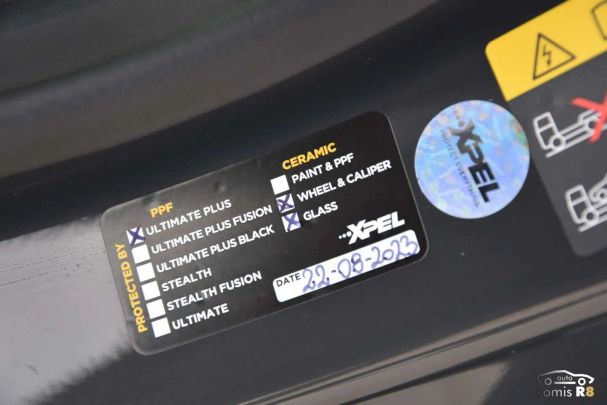 PROTECTED BY
PPF
ULTIMATE PLUS
ULTIMATE PLUS FUSION
ULTIMATE PLUS BLACK
STEALTH
STEALTH FUSION
ULTIMATE
CERAMIC
PAINT & PPF
WHEEL & CALIPER
GLASS
XPEL
DATE 22-08-2023
XPEL
auto
komis R8